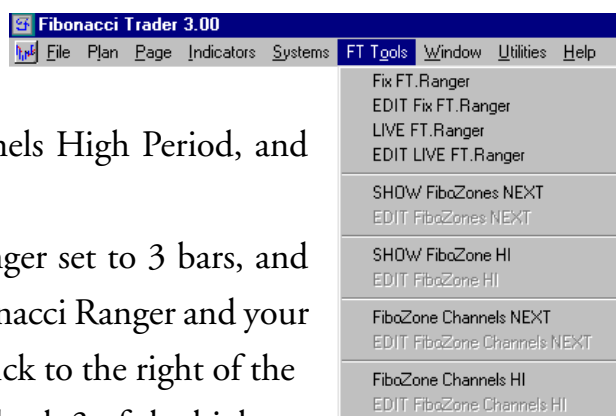 Fibonacci Trader 3.00
File Plan Page Indicators Systems FT Tools Window Utilities Help
Fix FT.Ranger
EDIT Fix FT.Ranger
LIVE FT.Ranger
EDIT LIVE FT.Ranger
SHOW FiboZones NEXT
EDIT FiboZones NEXT
SHOW FiboZone HI
EDIT FiboZone HI
FiboZone Channels NEXT
EDIT FiboZone Channels NEXT
FiboZone Channels HI
EDIT FiboZone Channels HI
nels High Period, and
nger set to 3 bars, and
nacci Ranger and your
ck to the right of the